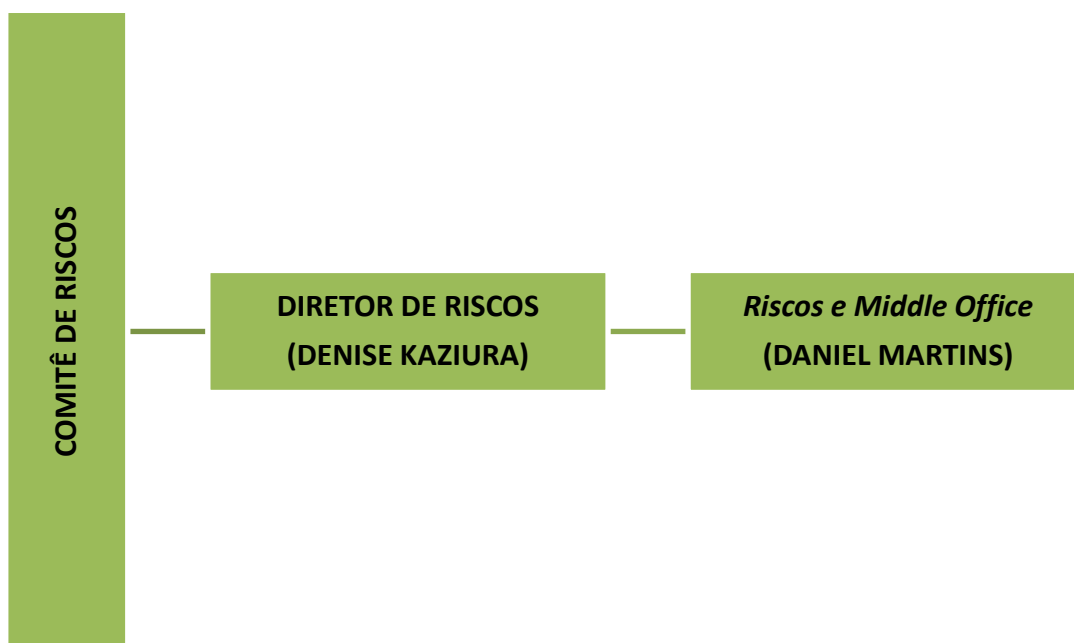 COMITÊ DE RISCOS
DIRETOR DE RISCOS
(DENISE KAZIURA)
Riscos e Middle Office
(DANIEL MARTINS)